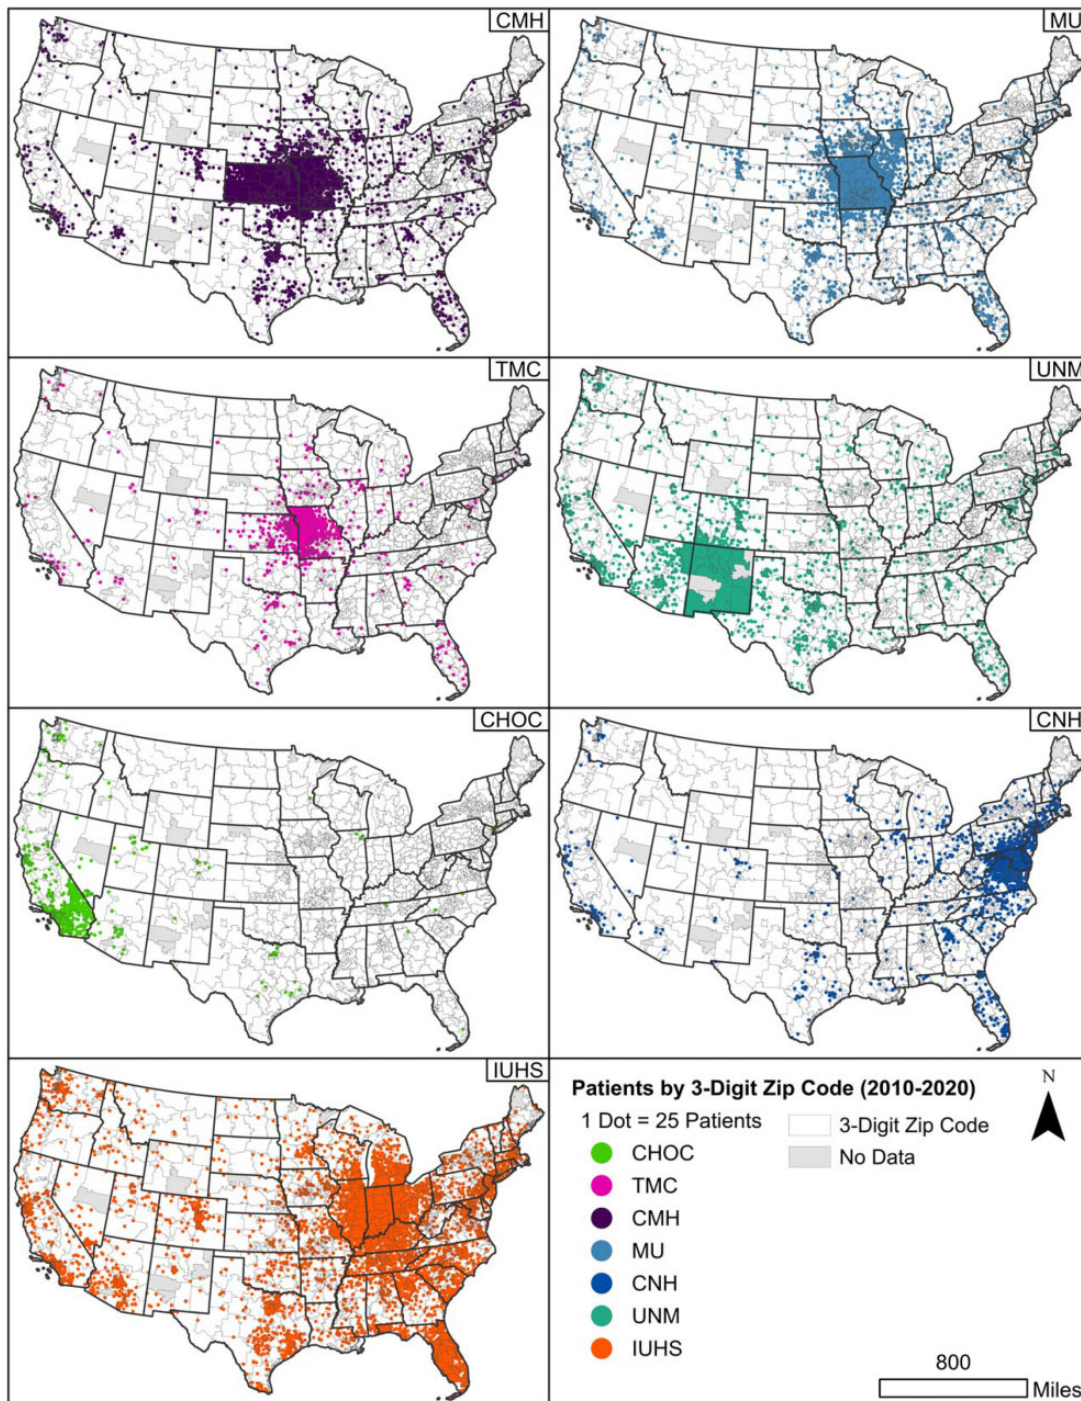 CMH
MU
TMC
UNM
CHOC
CNH
IUHS
Patients by 3-Digit Zip Code (2010-2020)
1 Dot = 25 Patients
CHOC
TMC
CMH
MU
CNH
UNM
IUHS
3-Digit Zip Code
No Data
N
800
Miles